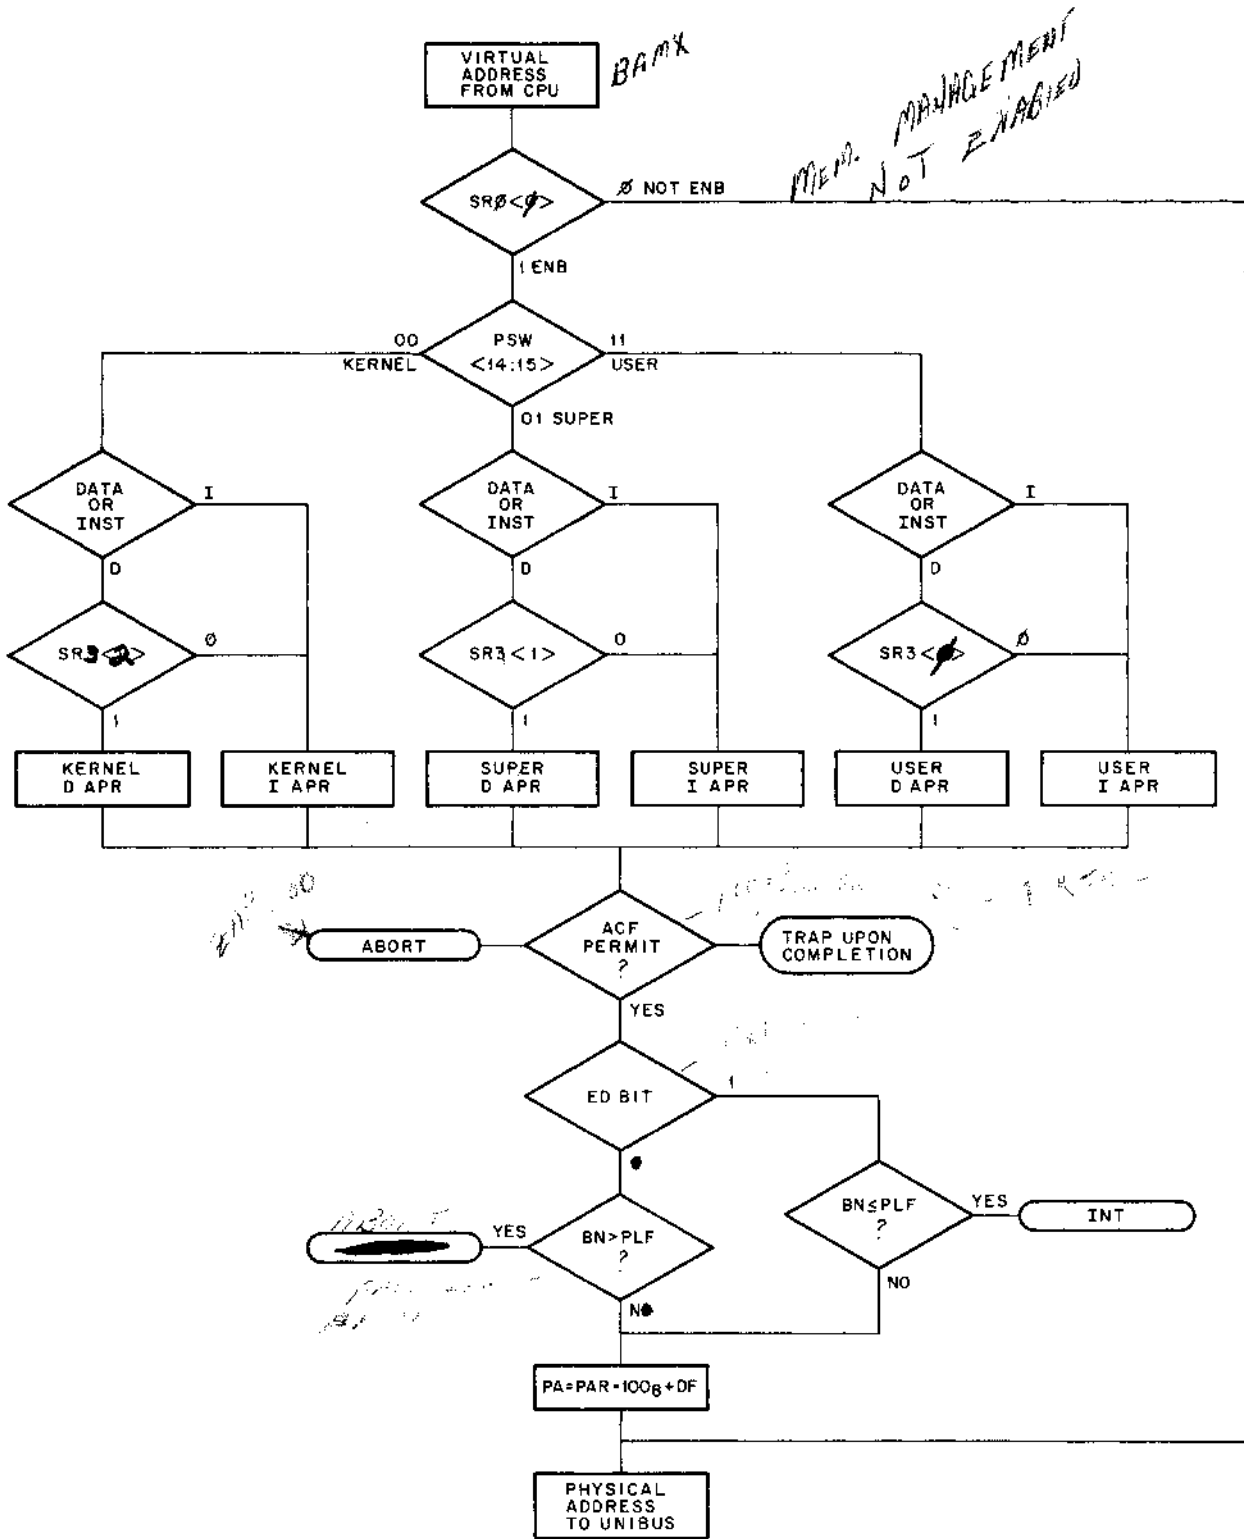 VIRTUAL
ADDRESS
FROM CPU
BAMX
MEM. MANAGEMENT
NOT ENABLED
SRØ<Ø>
Ø NOT ENB
1 ENB
00
KERNEL
PSW
<14:15>
11
USER
01 SUPER
DATA
OR
INST
I
D
DATA
OR
INST
I
D
DATA
OR
INST
I
D
SR3
Ø
1
SR3<1>
0
1
SR3<
Ø
1
KERNEL
D APR
KERNEL
I APR
SUPER
D APR
SUPER
I APR
USER
D APR
USER
I APR
ABORT
ACF
PERMIT
?
TRAP UPON
COMPLETION
YES
ED BIT
1
ABORT
YES
BN>PLF
?
NO
BN≤PLF
?
YES
INT
NO
PA=PAR·100₈+DF
PHYSICAL
ADDRESS
TO UNIBUS